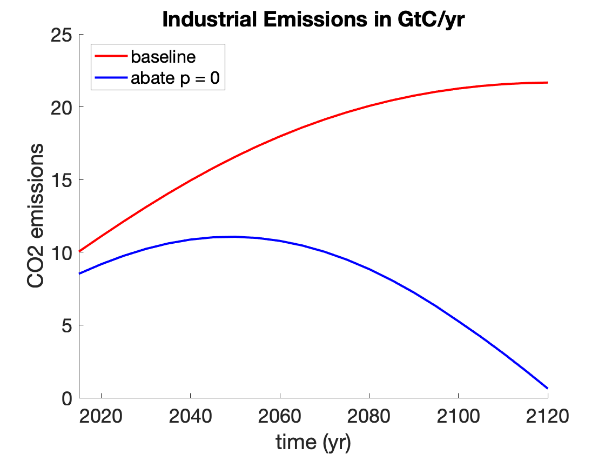 Industrial Emissions in GtC/yr
25
baseline
abate p = 0
20
15
10
5
0
CO2 emissions
2020 2040 2060 2080 2100 2120
time (yr)